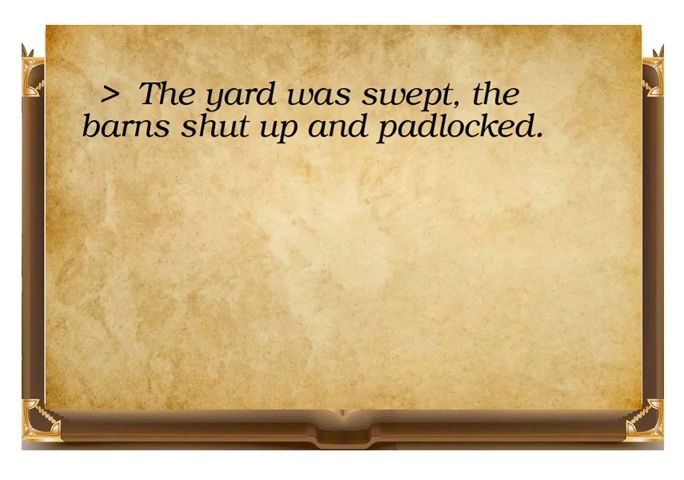 > The yard was swept, the
barns shut up and padlocked.